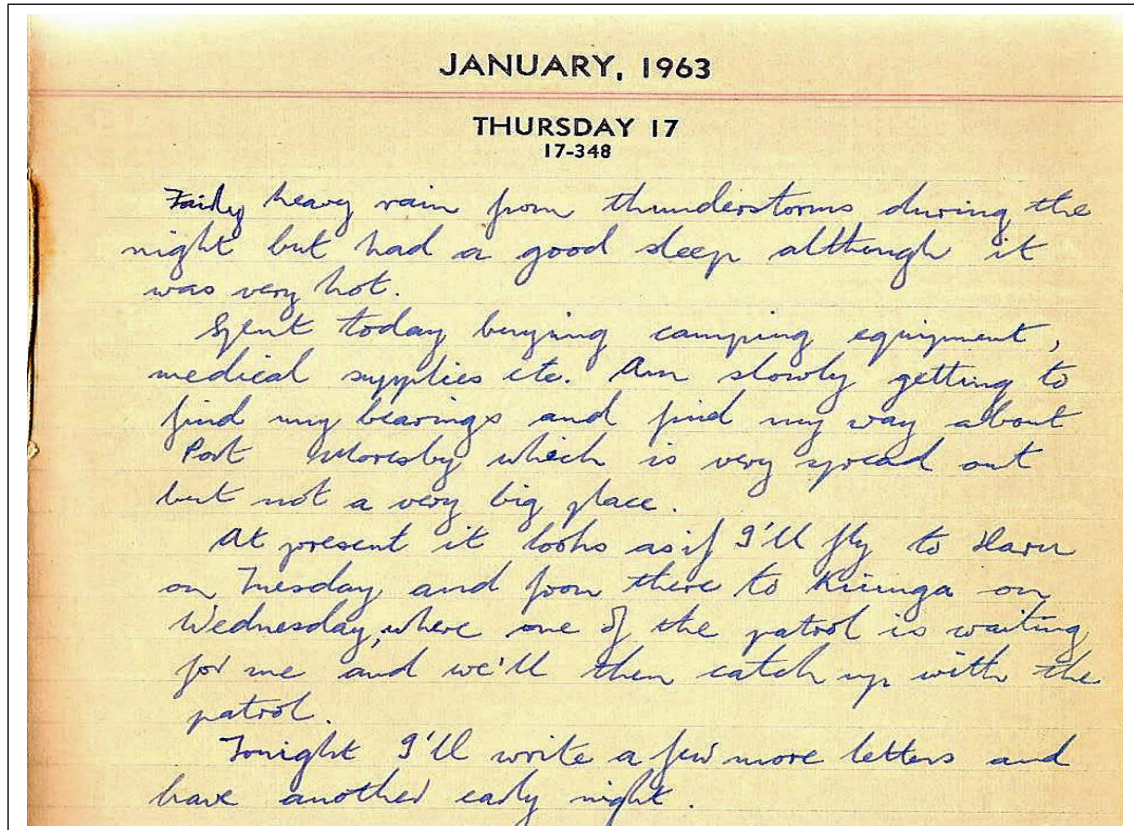 JANUARY, 1963
THURSDAY 17
17-348
Fairly heavy rain from thunderstorms during the
night but had a good sleep although it
was very hot.
Spent today buying camping equipment,
medical supplies etc. Am slowly getting to
find my bearings and find my way about
Port Moresby which is very spread out
but not a very big place.
At present it looks as if I'll fly to Daru
on Tuesday and from there to Kiunga on
Wednesday, where one of the patrol is waiting
for me and we'll then catch up with the
patrol.
Tonight I'll write a few more letters and
have another early night.